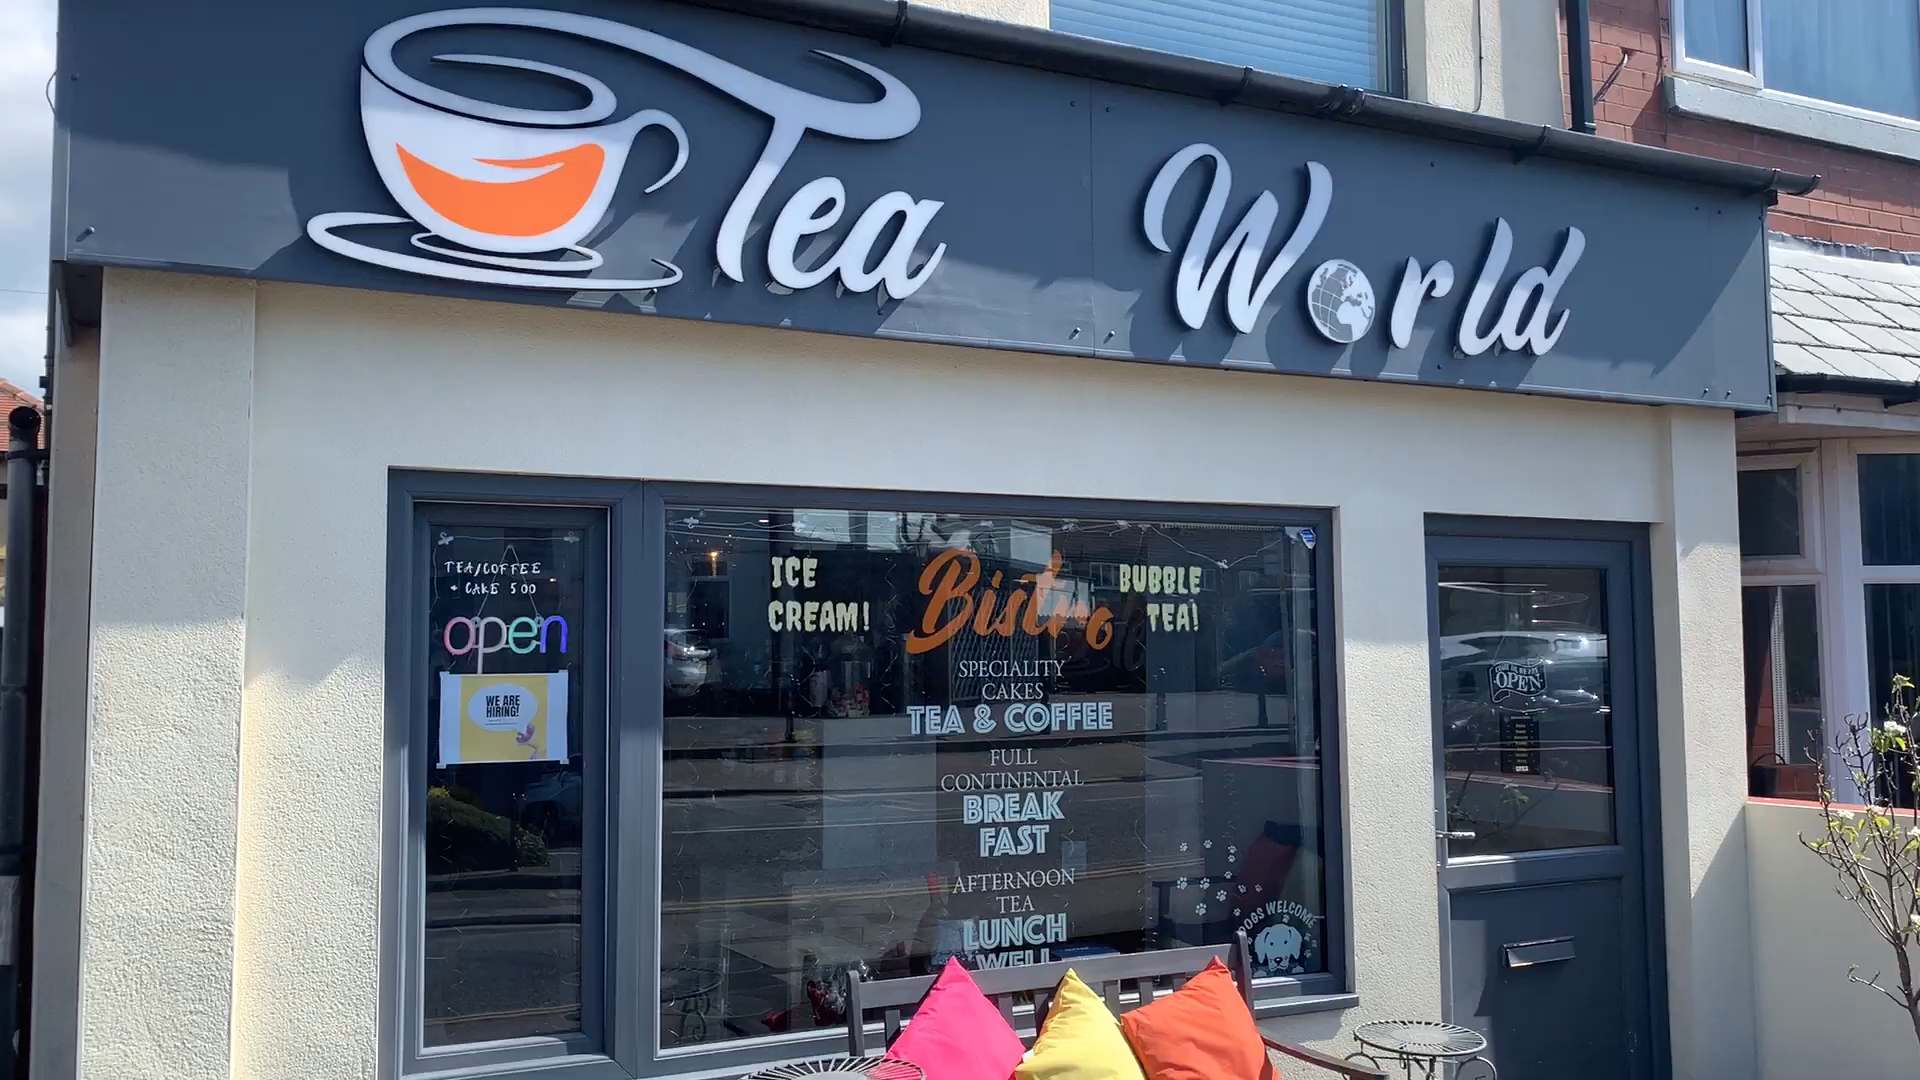 Tea World
TEA/COFFEE
+ CAKE 5.00
open
WE ARE
HIRING!
ICE
CREAM!
Bistro
BUBBLE
TEA!
SPECIALITY
CAKES
TEA & COFFEE
FULL
CONTINENTAL
BREAK
FAST
AFTERNOON
TEA
LUNCH
WELL
DOGS WELCOME
OPEN